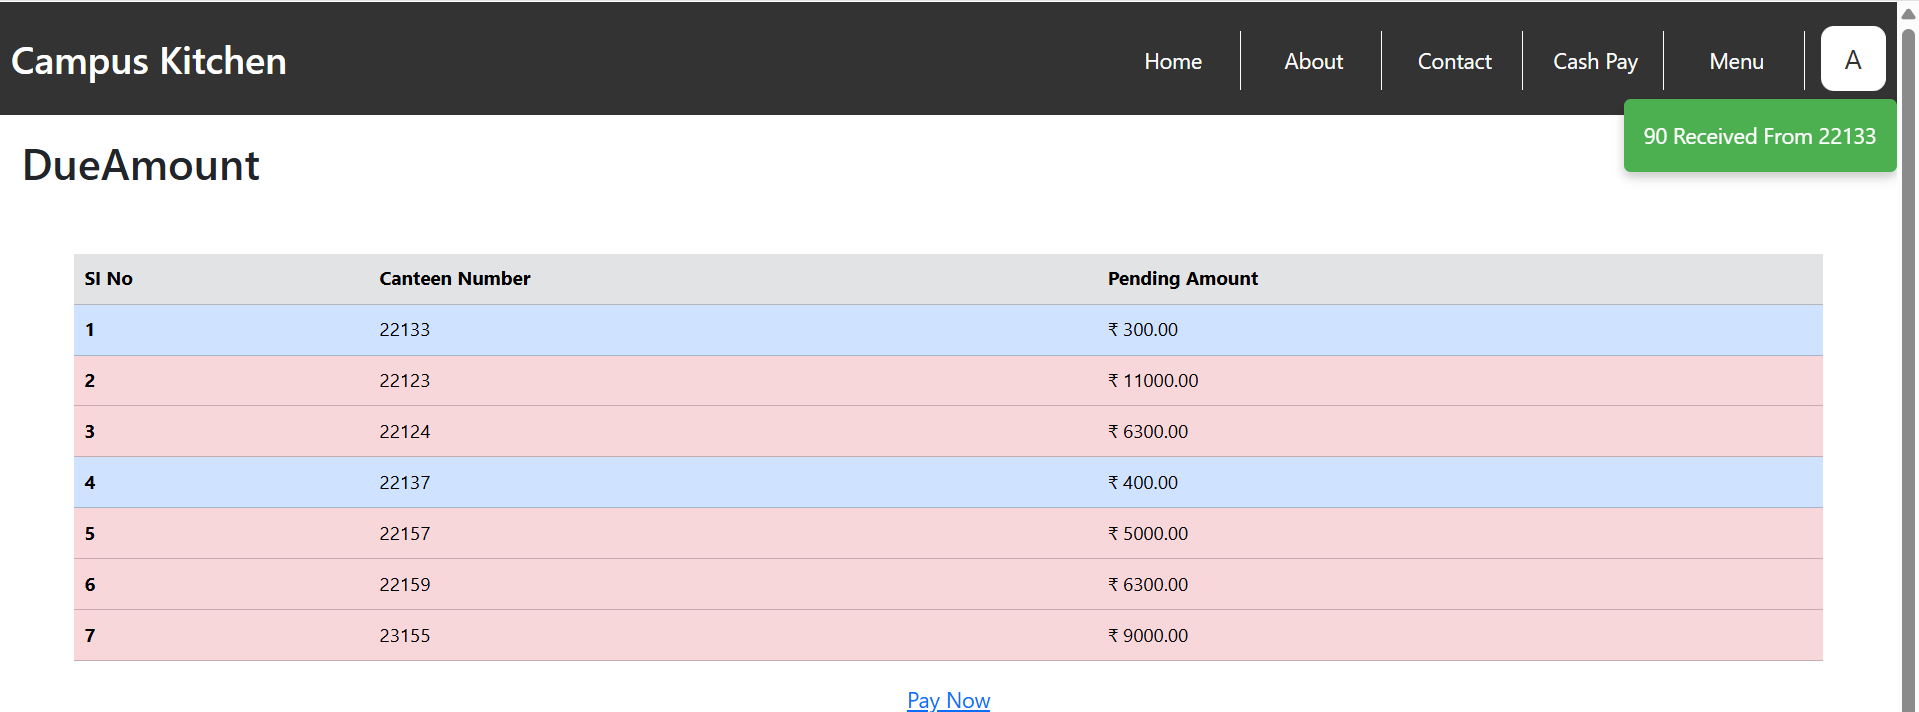 Campus Kitchen Home About Contact Cash Pay Menu A
90 Received From 22133
DueAmount
SI No Canteen Number Pending Amount
1 22133 ₹ 300.00
2 22123 ₹ 11000.00
3 22124 ₹ 6300.00
4 22137 ₹ 400.00
5 22157 ₹ 5000.00
6 22159 ₹ 6300.00
7 23155 ₹ 9000.00
Pay Now